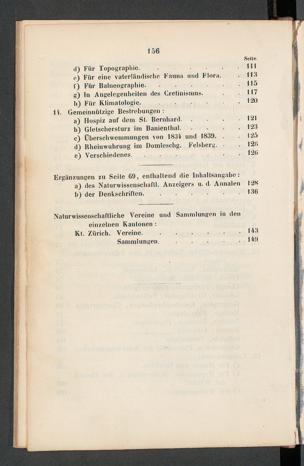 156
Seite
d) Für Topographie. . . . . . . 111
e) Für eine vaterländische Fauna und Flora. . 113
f) Für Balneographie. . . . . . 115
g) In Angelegenheiten des Cretinismus. . . 117
h) Für Klimatologie. . . . . . 120
14. Gemeinnützige Bestrebungen:
a) Hospiz auf dem St. Bernhard. . . . 121
b) Gletschersturz im Banienthal. . . . 123
c) Überschwemmungen von 1834 und 1839. . . 125
d) Rheinwuhrung im Domleschg. Felsberg. . . 126
e) Verschiedenes. . . . . . . 126
Ergänzungen zu Seite 69, enthaltend die Inhaltsangabe:
a) des Naturwissenschaftl. Anzeigers u. d Annalen 128
b) der Denkschriften. . . . . . 136
Naturwissenschaftliche Vereine und Sammlungen in den
einzelnen Kantonen:
Kt. Zürich. Vereine. . . . . . 143
Sammlungen. . . . . 149